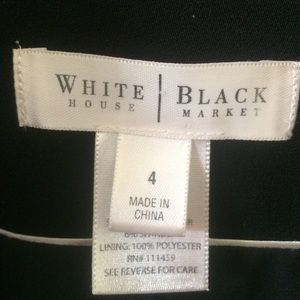 WHITE | BLACK
HOUSE MARKET
4
MADE IN
CHINA
LINING: 100% POLYESTER
RN# 111459
SEE REVERSE FOR CARE